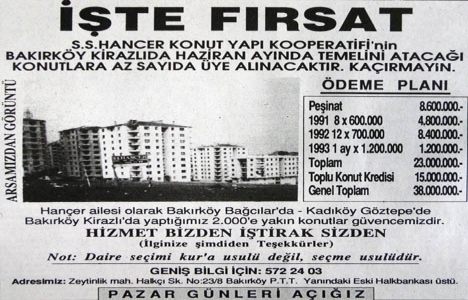 İŞTE FIRSAT
S.S.HANCER KONUT YAPI KOOPERATİFİ'nin
BAKIRKÖY KİRAZLIDA HAZİRAN AYINDA TEMELİNİ ATACAĞI
KONUTLARA AZ SAYIDA ÜYE ALINACAKTIR. KAÇIRMAYIN.
ARSAMIZDAN GÖRÜNTÜ
ÖDEME PLANI
Peşinat 8.600.000.-
1991 8 x 600.000 4.800.000.-
1992 12 x 700.000 8.400.000.-
1993 1 ay x 1.200.000 1.200.000.-
Toplam 23.000.000.-
Toplu Konut Kredisi 15.000.000.-
Genel Toplam 38.000.000.-
Hançer ailesi olarak Bakırköy Bağcılar'da - Kadıköy Göztepe'de
Bakırköy Kirazlı'da yaptığımız 2.000'e yakın konutlar güvencemizdir.
HİZMET BİZDEN İŞTİRAK SİZDEN
(İlginize şimdiden Teşekkürler)
Not: Daire seçimi kur'a usulü değil, seçme usulüdür.
GENİŞ BİLGİ İÇİN: 572 24 03
Adresimiz: Zeytinlik mah. Halkçı Sk. No:23/8 Bakırköy P.T.T. Yanındaki Eski Halkbankası üstü
PAZAR GÜNLERİ AÇIĞIZ